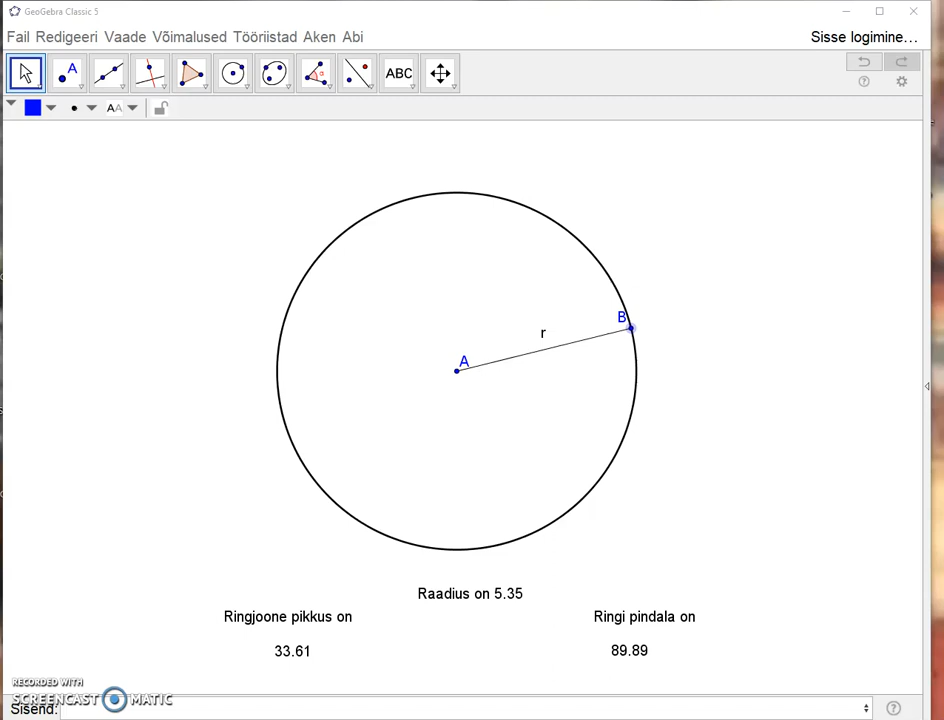 GeoGebra Classic 5
Fail Redigeeri Vaade Võimalused Tööriistad Aken Abi
Sisse logimine...
A
ABC
AA
B
r
A
Raadius on 5.35
Ringjoone pikkus on
Ringi pindala on
33.61
89.89
RECORDED WITH
SCREENCAST MATIC
Sisend: